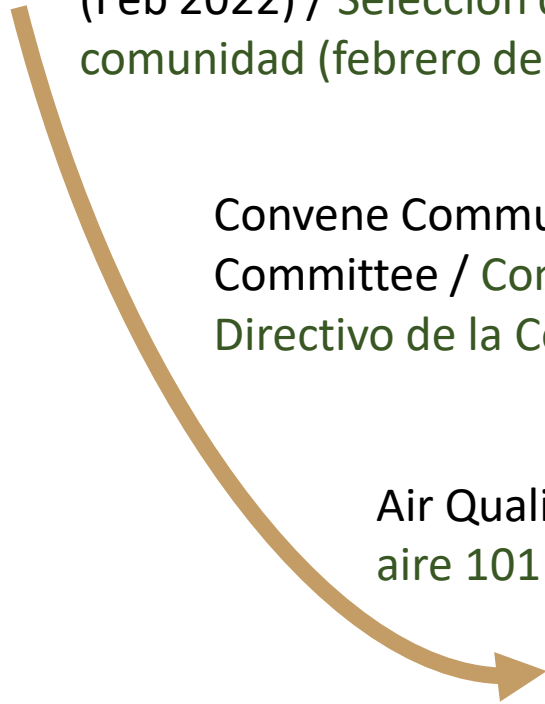 (Feb 2022) / Selección
comunidad (febrero de
Convene Commu
Committee / Co
Directivo de la C
Air Quali
aire 101